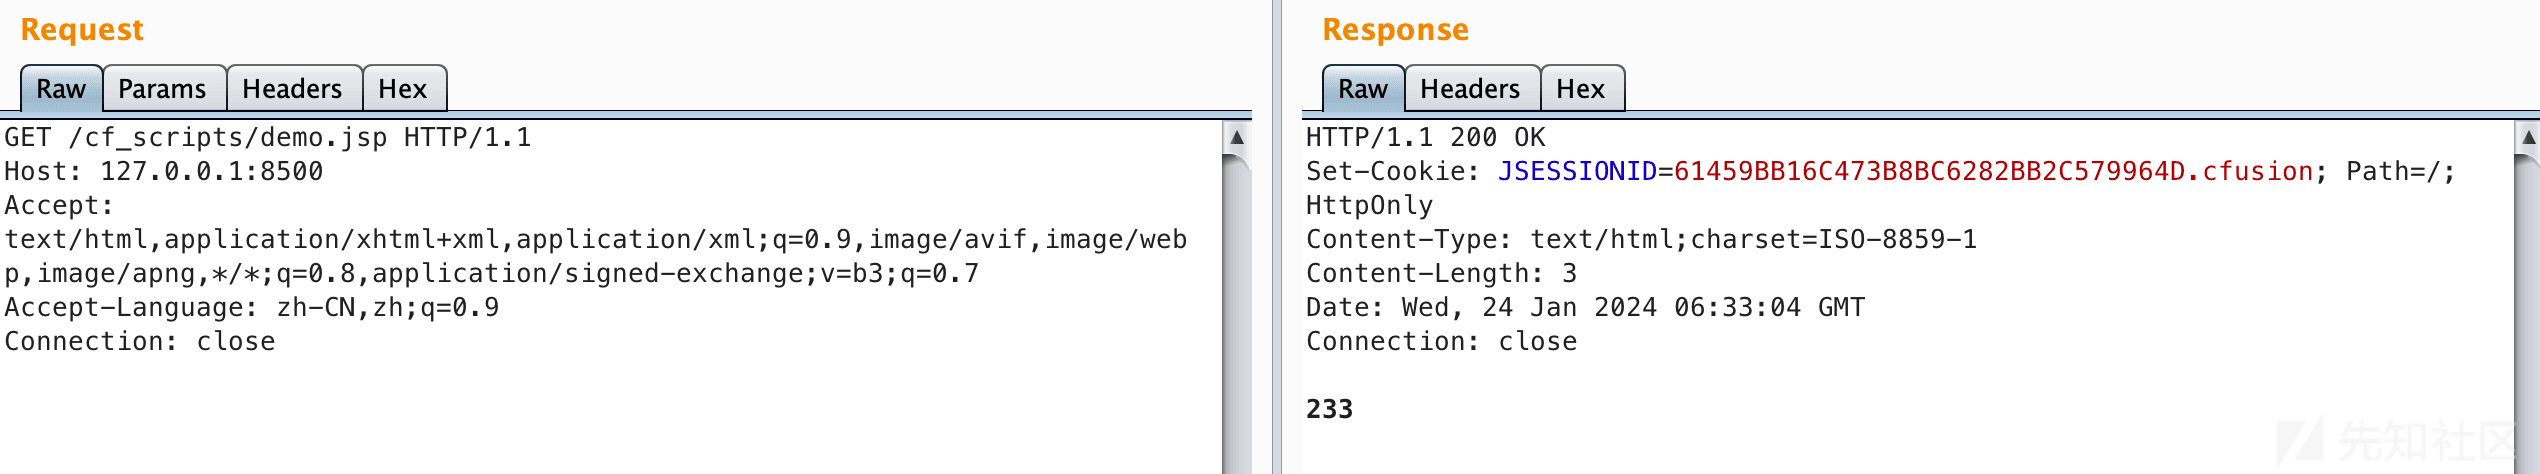 Request
Raw Params Headers Hex
GET /cf_scripts/demo.jsp HTTP/1.1
Host: 127.0.0.1:8500
Accept:
text/html,application/xhtml+xml,application/xml;q=0.9,image/avif,image/web
p,image/apng,*/*;q=0.8,application/signed-exchange;v=b3;q=0.7
Accept-Language: zh-CN,zh;q=0.9
Connection: close
Response
Raw Headers Hex
HTTP/1.1 200 OK
Set-Cookie: JSESSIONID=61459BB16C473B8BC6282BB2C579964D.cfusion; Path=/;
HttpOnly
Content-Type: text/html;charset=ISO-8859-1
Content-Length: 3
Date: Wed, 24 Jan 2024 06:33:04 GMT
Connection: close
233
先知社区